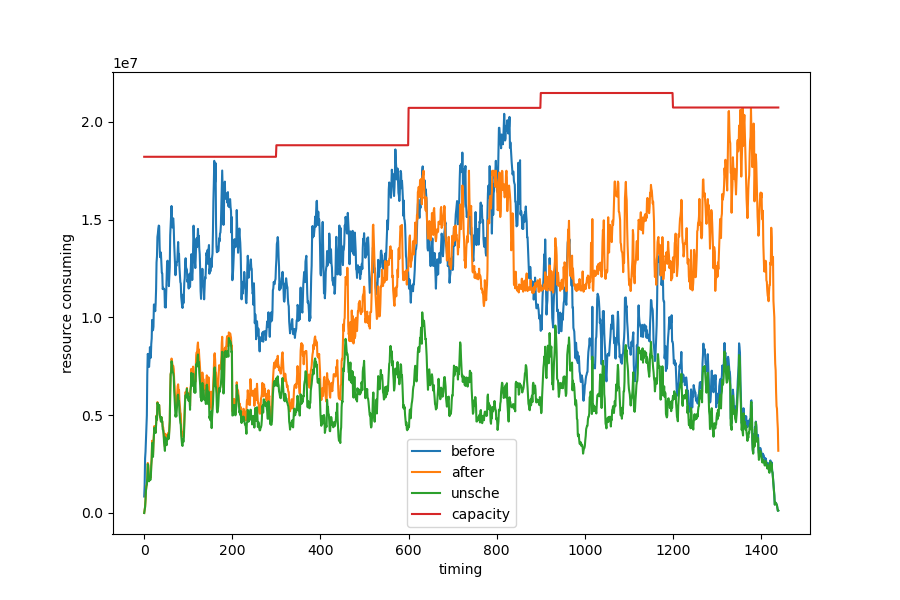 1e7
2.0
1.5
1.0
0.5
0.0
resource consuming
0 200 400 600 800 1000 1200 1400
timing
before
after
unsche
capacity